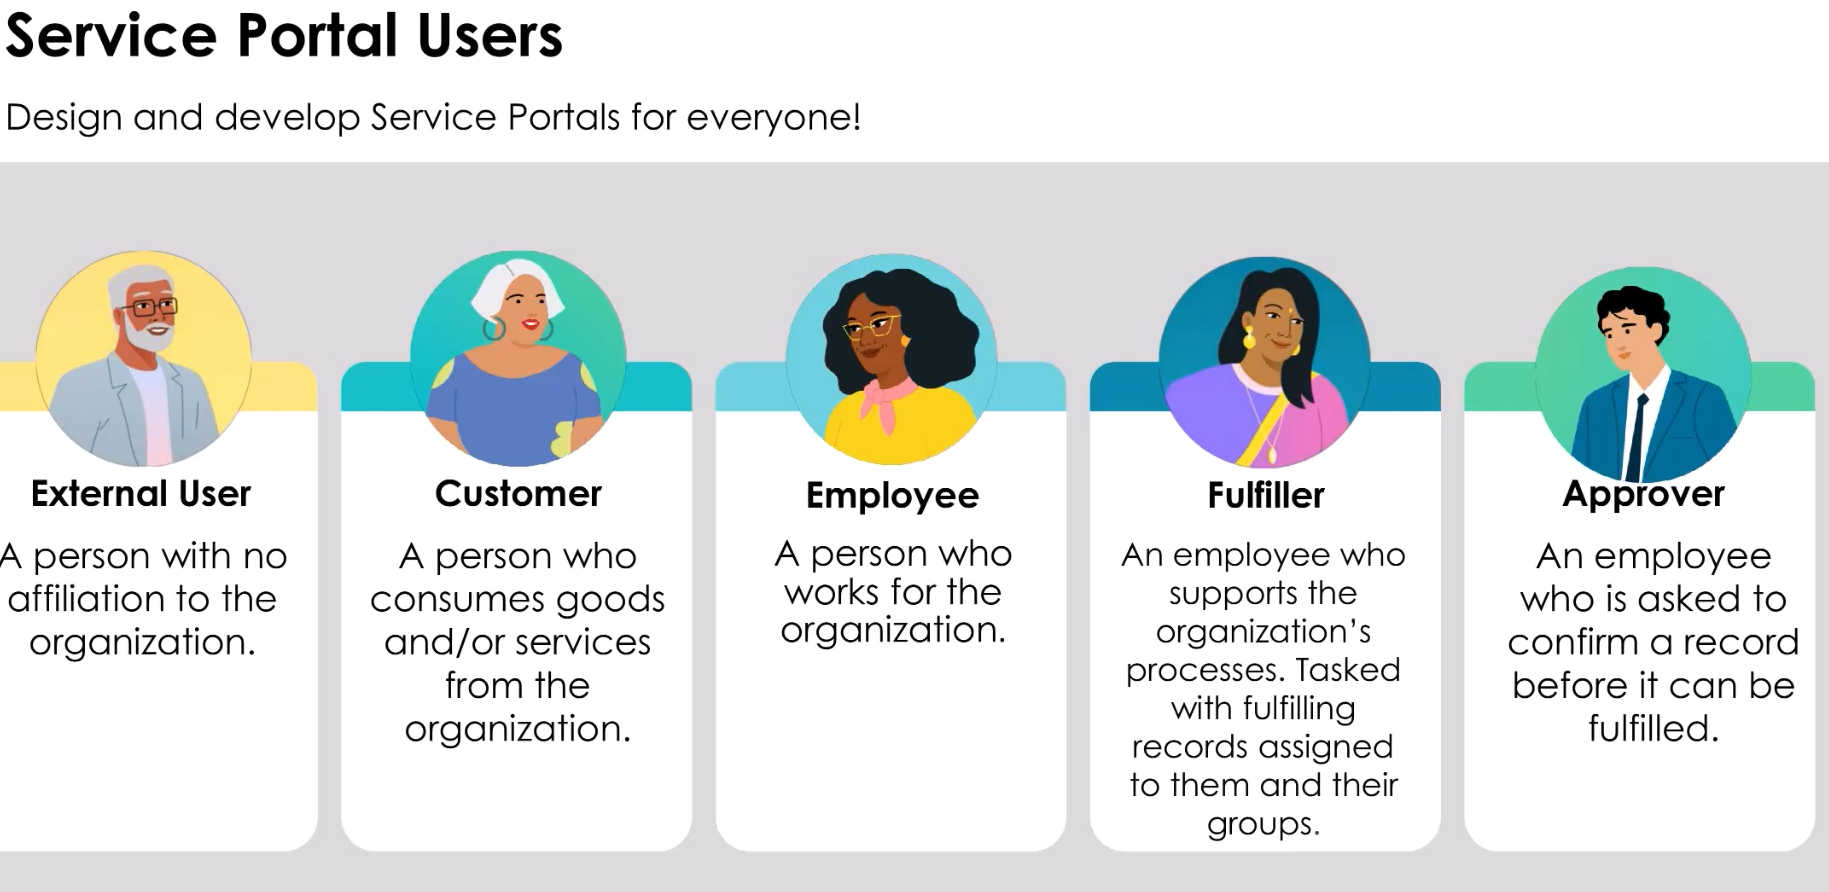 Service Portal Users
Design and develop Service Portals for everyone!
External User
A person with no
affiliation to the
organization.
Customer
A person who
consumes goods
and/or services
from the
organization.
Employee
A person who
works for the
organization.
Fulfiller
An employee who
supports the
organization’s
processes. Tasked
with fulfilling
records assigned
to them and their
groups.
Approver
An employee
who is asked to
confirm a record
before it can be
fulfilled.